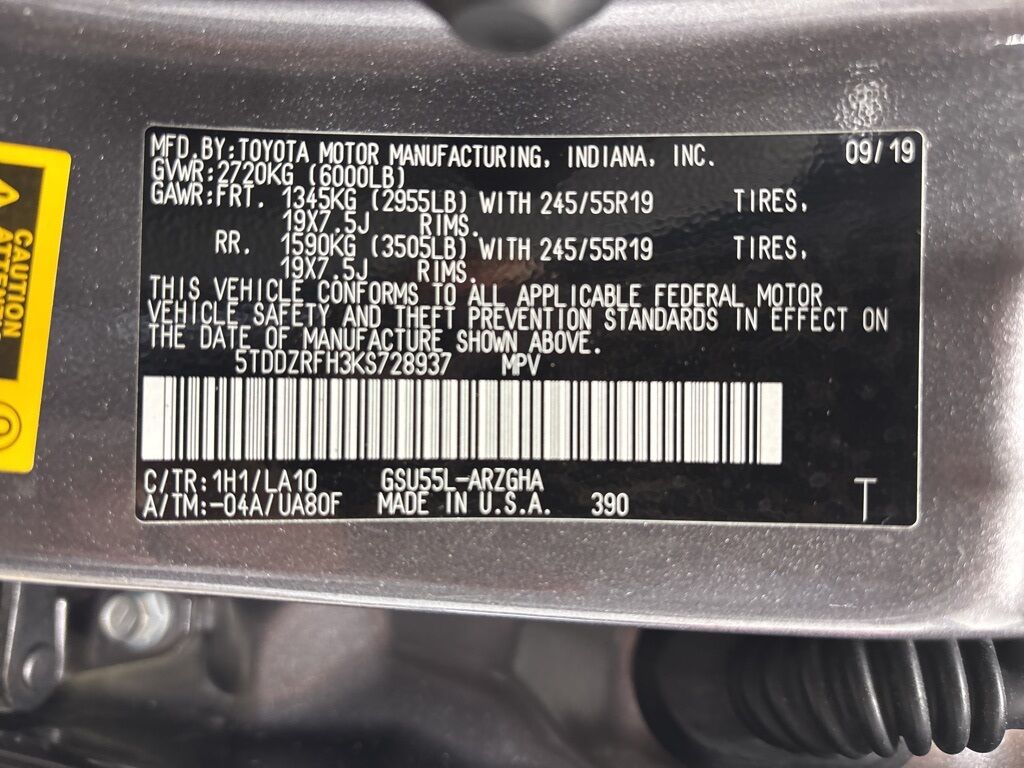 MFD. BY: TOYOTA MOTOR MANUFACTURING, INDIANA, INC. 09/19
GVWR: 2720KG (6000LB)
GAWR: FRT. 1345KG (2955LB) WITH 245/55R19 TIRES,
19X7.5J RIMS.
RR. 1590KG (3505LB) WITH 245/55R19 TIRES,
19X7.5J RIMS.
THIS VEHICLE CONFORMS TO ALL APPLICABLE FEDERAL MOTOR
VEHICLE SAFETY AND THEFT PREVENTION STANDARDS IN EFFECT ON
THE DATE OF MANUFACTURE SHOWN ABOVE.
5TDDZRFH3KS728937 MPV
C/TR: 1H1/LA10 GSU55L-ARZGHA
A/TM: -04A/UA80F MADE IN U.S.A. 390 T
CAUTION